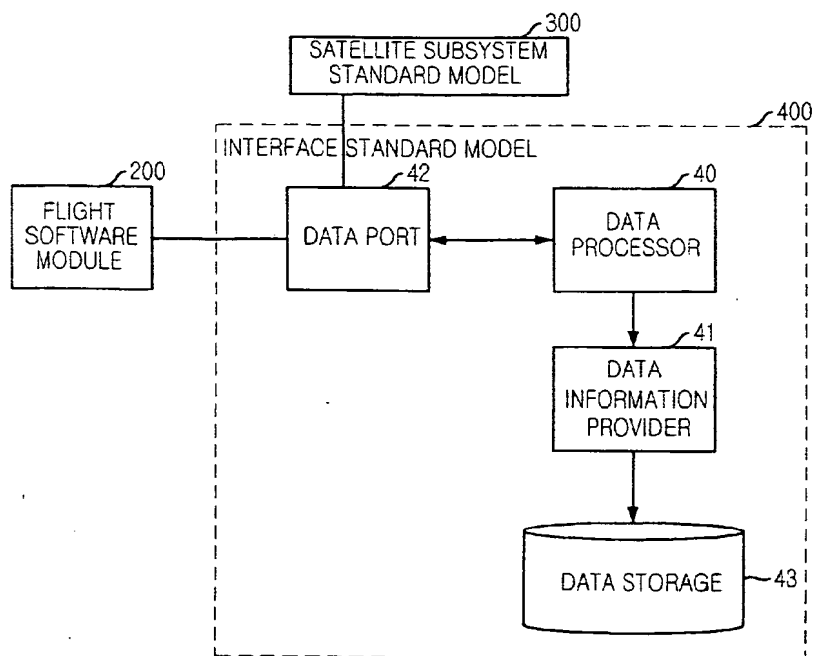 300
SATELLITE SUBSYSTEM
STANDARD MODEL
400
INTERFACE STANDARD MODEL
200
FLIGHT
SOFTWARE
MODULE
42
DATA PORT
40
DATA
PROCESSOR
41
DATA
INFORMATION
PROVIDER
DATA STORAGE
43